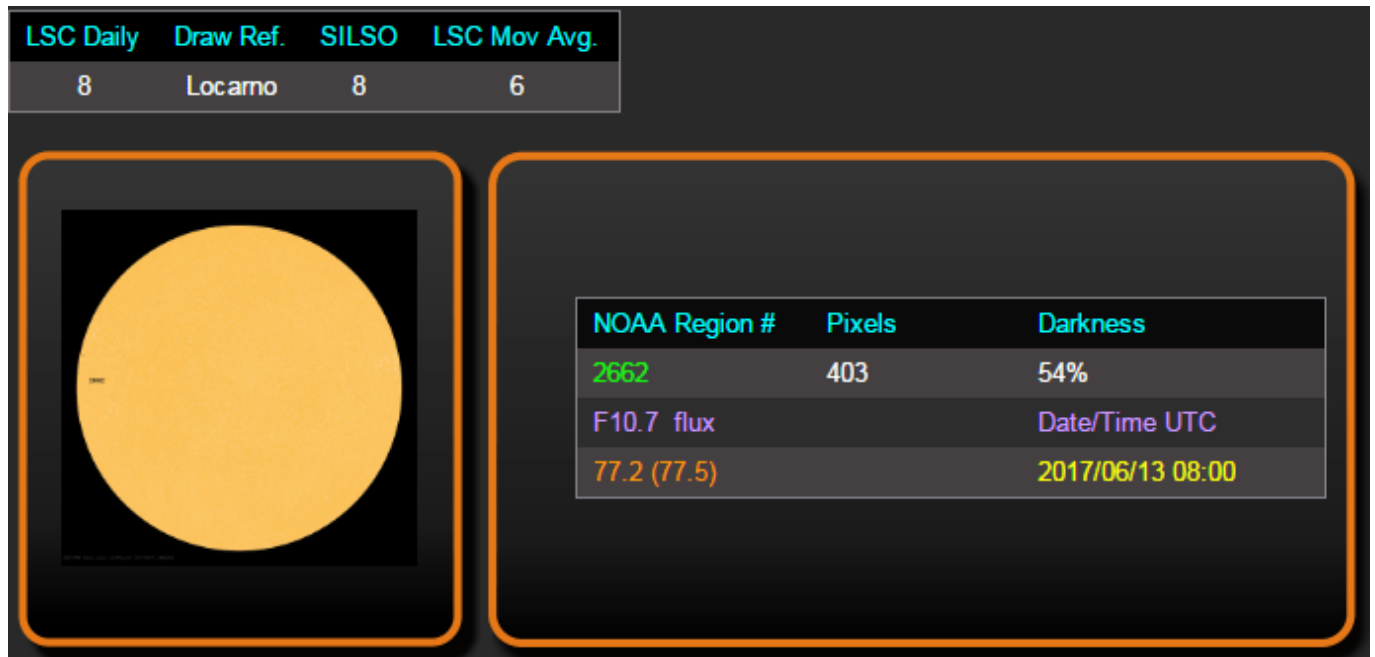 LSC Daily Draw Ref. SILSO LSC Mov Avg.
8 Locarno 8 6
NOAA Region # Pixels Darkness
2662 403 54%
F10.7 flux Date/Time UTC
77.2 (77.5) 2017/06/13 08:00